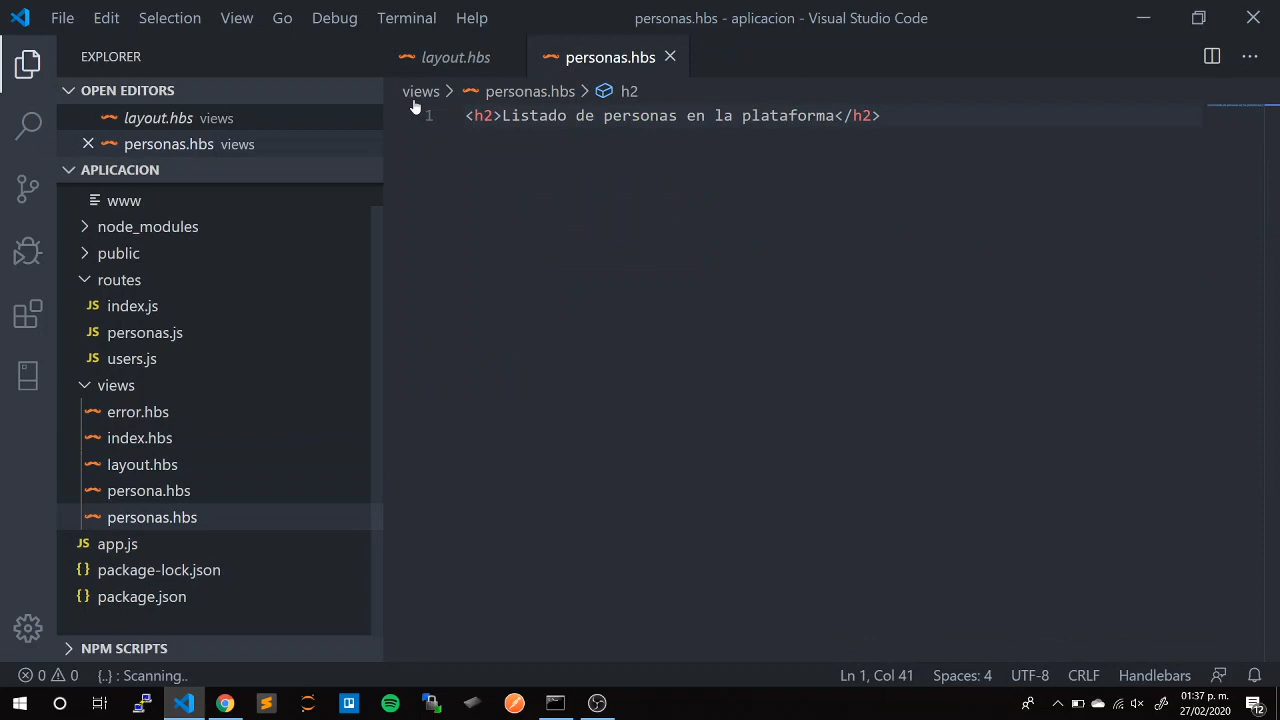 File Edit Selection View Go Debug Terminal Help personas.hbs - aplicacion - Visual Studio Code
EXPLORER
OPEN EDITORS
layout.hbs views
personas.hbs views
APLICACION
www
node_modules
public
routes
JS index.js
JS personas.js
JS users.js
views
error.hbs
index.hbs
layout.hbs
persona.hbs
personas.hbs
JS app.js
{} package-lock.json
{} package.json
NPM SCRIPTS
layout.hbs personas.hbs
views > personas.hbs > h2
1 <h2>Listado de personas en la plataforma</h2>
0 0 {..} : Scanning.. Ln 1, Col 41 Spaces: 4 UTF-8 CRLF Handlebars
01:37 p. m.
27/02/2020
12